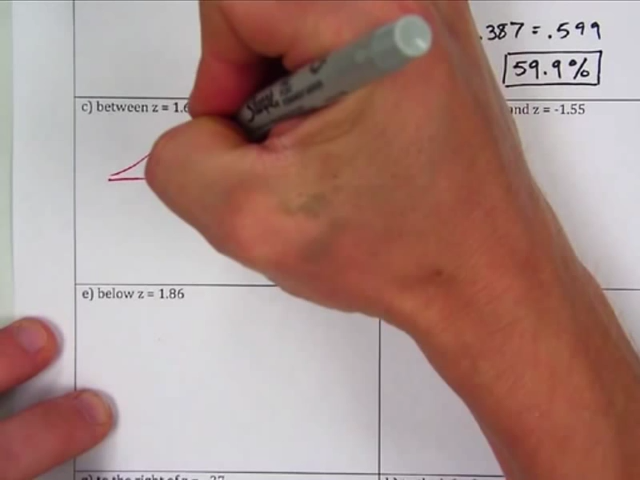 .387 = .599
59.9%
c) between z = 1.6
and z = -1.55
Sharpie
e) below z = 1.86